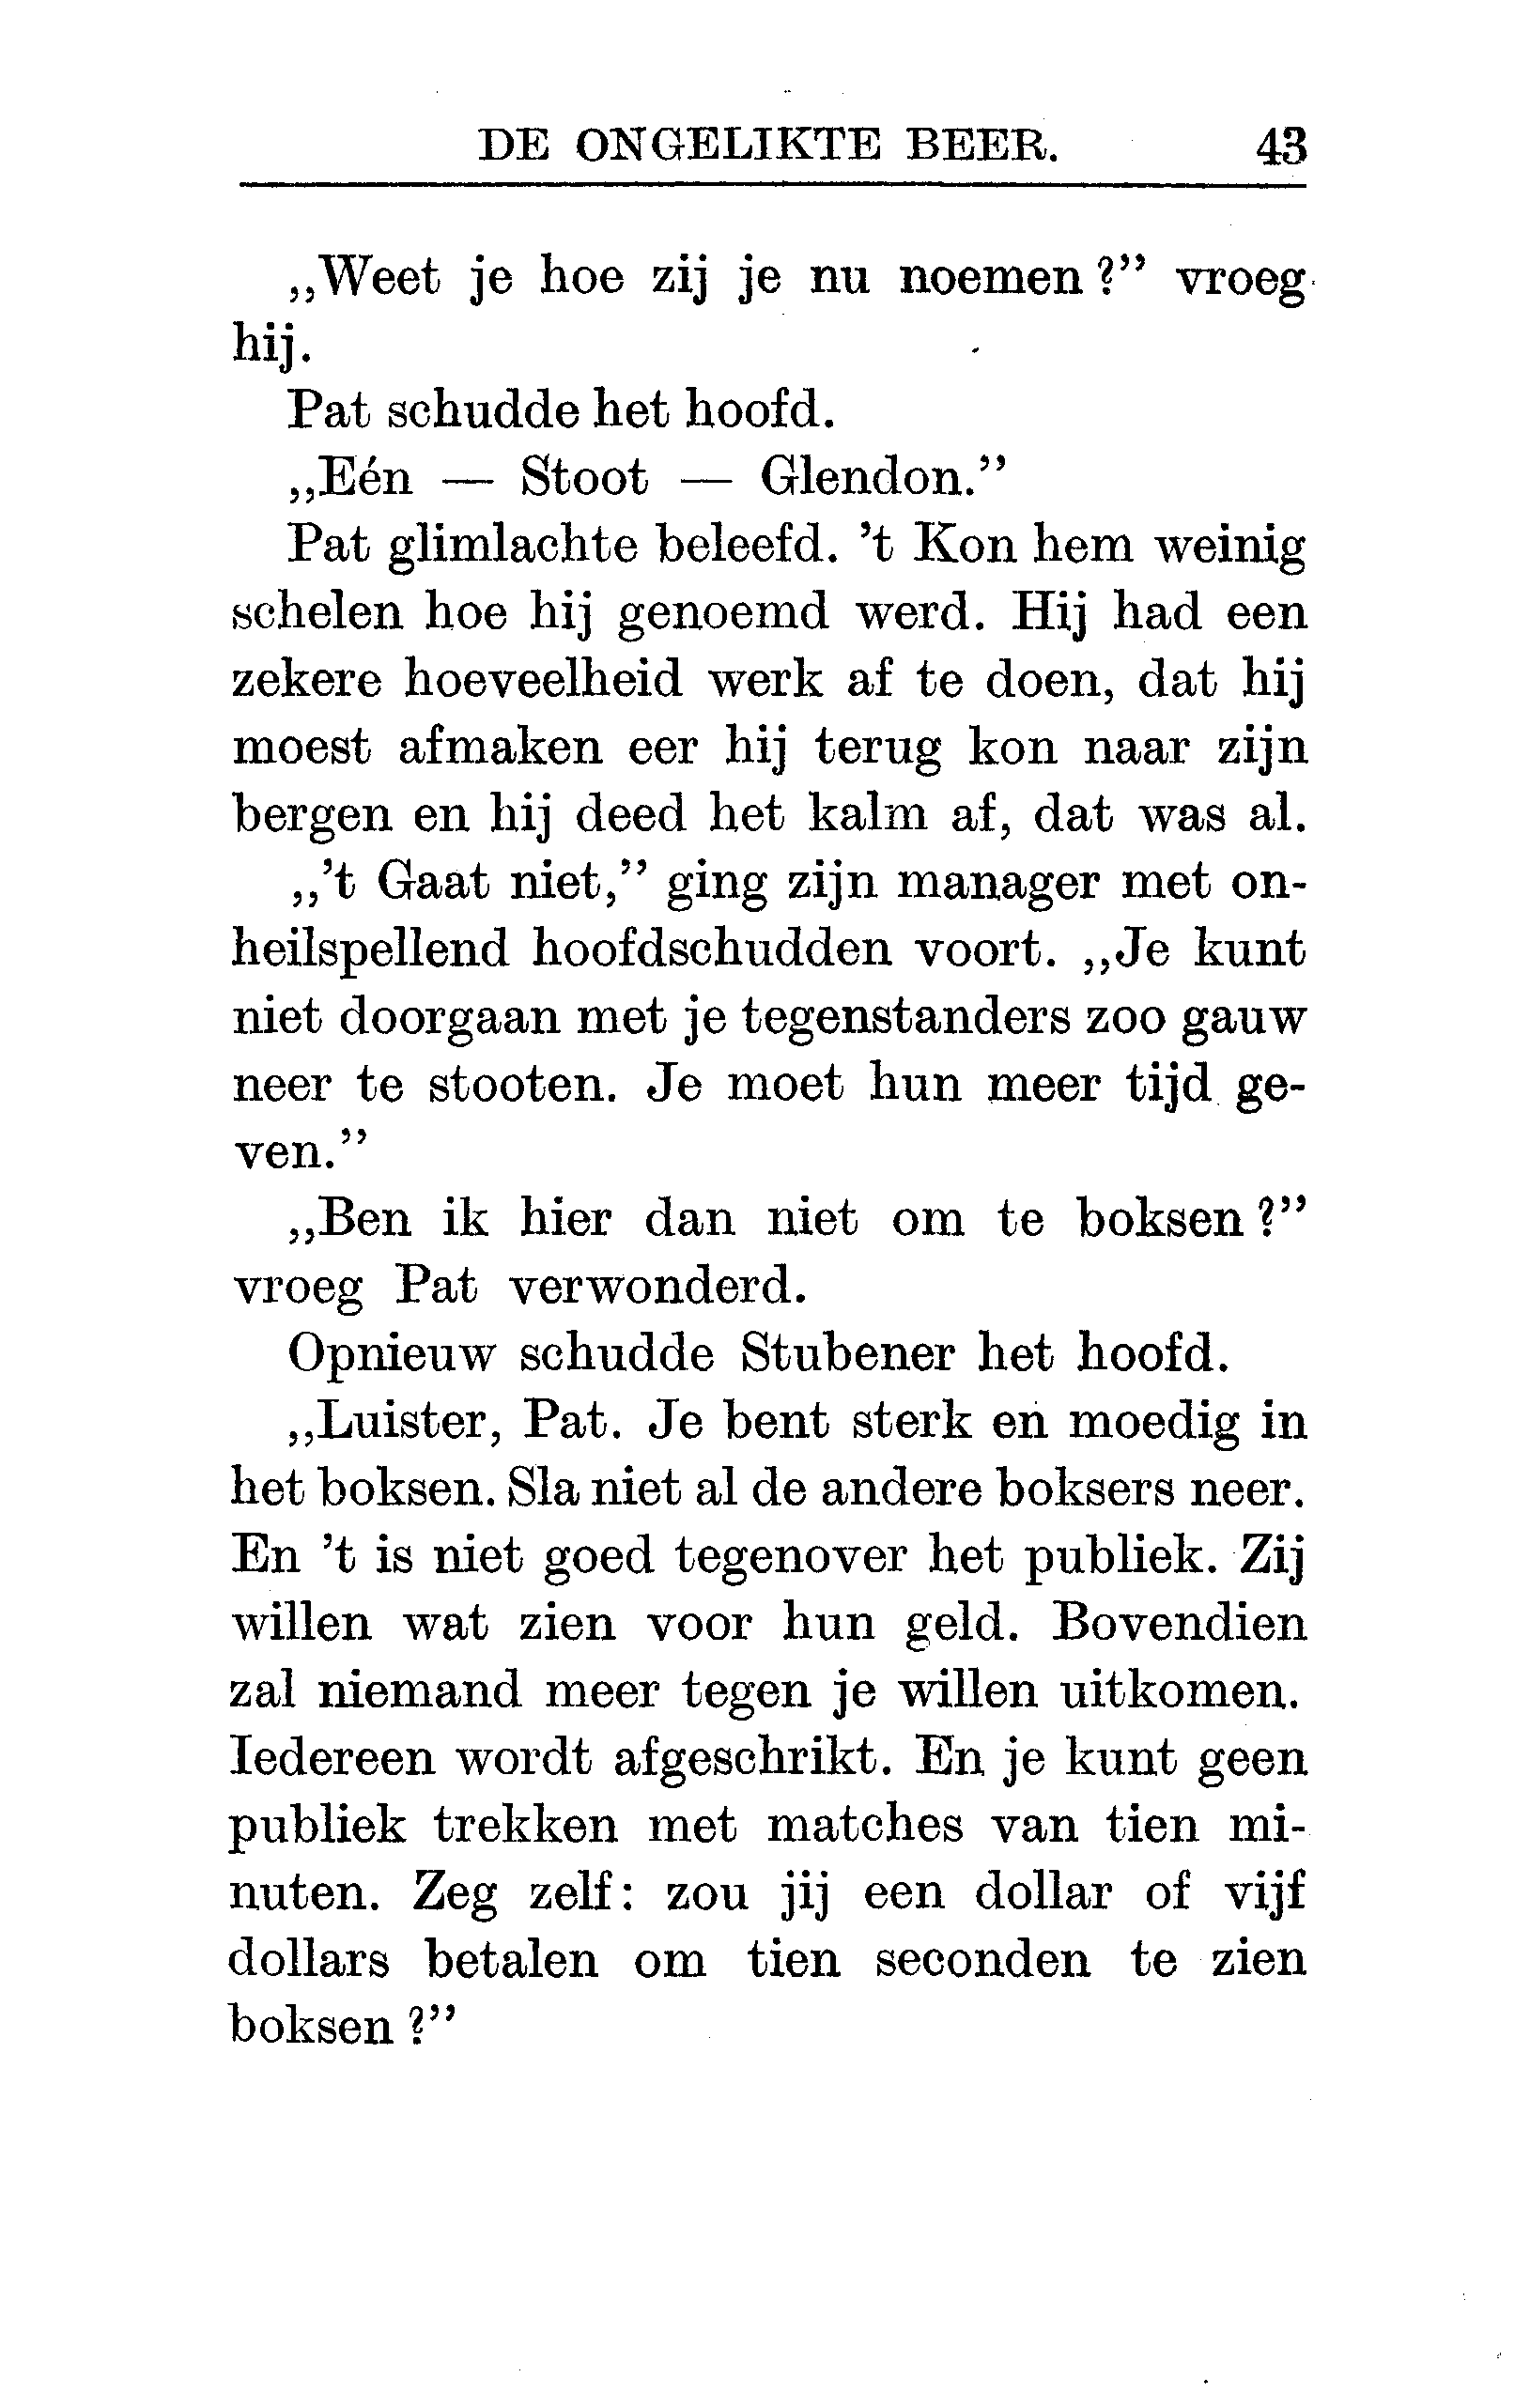 DE ONGELIKTE BEER. 43
„Weet je hoe zij je nu noemen?” vroeg
hij.
Pat schudde het hoofd.
„Eén — Stoot — Glendon.”
Pat glimlachte beleefd. ’t Kon hem weinig
schelen hoe hij genoemd werd. Hij had een
zekere hoeveelheid werk af te doen, dat hij
moest afmaken eer hij terug kon naar zijn
bergen en hij deed het kalm af, dat was al.
„’t Gaat niet,” ging zijn manager met on-
heilspellend hoofdschudden voort. „Je kunt
niet doorgaan met je tegenstanders zoo gauw
neer te stooten. Je moet hun meer tijd ge-
ven.”
„Ben ik hier dan niet om te boksen?”
vroeg Pat verwonderd.
Opnieuw schudde Stubener het hoofd.
„Luister, Pat. Je bent sterk en moedig in
het boksen. Sla niet al de andere boksers neer.
En ’t is niet goed tegenover het publiek. Zij
willen wat zien voor hun geld. Bovendien
zal niemand meer tegen je willen uitkomen.
Iedereen wordt afgeschrikt. En je kunt geen
publiek trekken met matches van tien mi-
nuten. Zeg zelf: zou jij een dollar of vijf
dollars betalen om tien seconden te zien
boksen?”